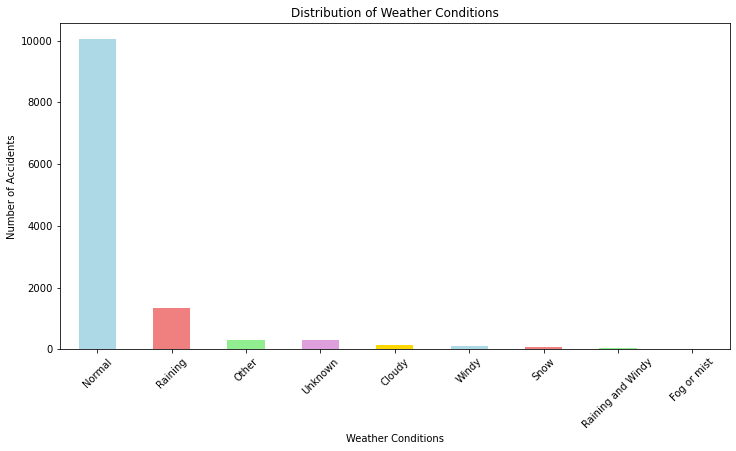 Distribution of Weather Conditions
10000
8000
6000
4000
2000
0
Number of Accidents
Normal
Raining
Other
Unknown
Cloudy
Windy
Snow
Raining and Windy
Fog or mist
Weather Conditions